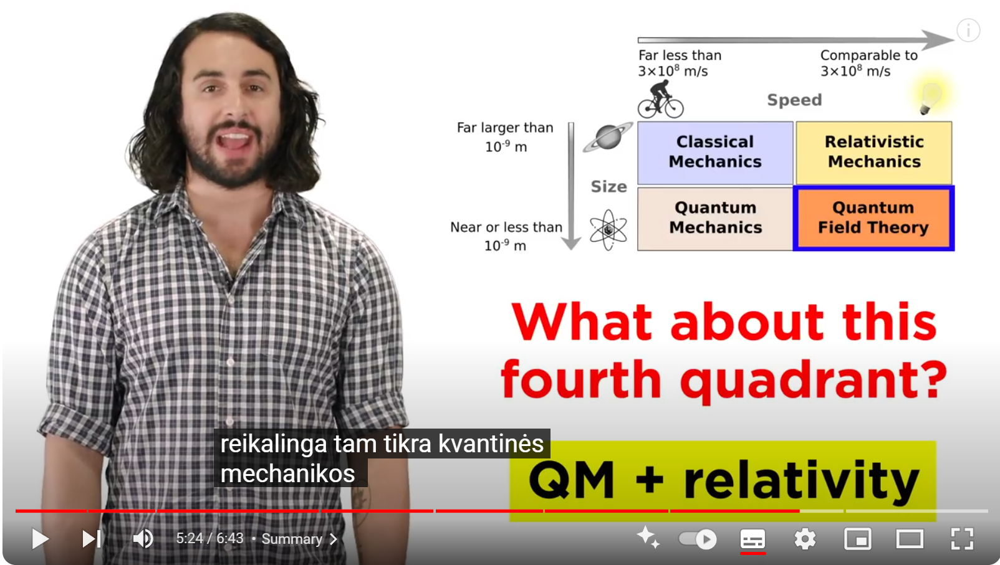 Far less than
3×10⁸ m/s
Comparable to
3×10⁸ m/s
Speed
Far larger than
10⁻⁹ m
Size
Near or less than
10⁻⁹ m
Classical
Mechanics
Relativistic
Mechanics
Quantum
Mechanics
Quantum
Field Theory
What about this
fourth quadrant?
QM + relativity
reikalinga tam tikra kvantinės
mechanikos
5:24 / 6:43 • Summary